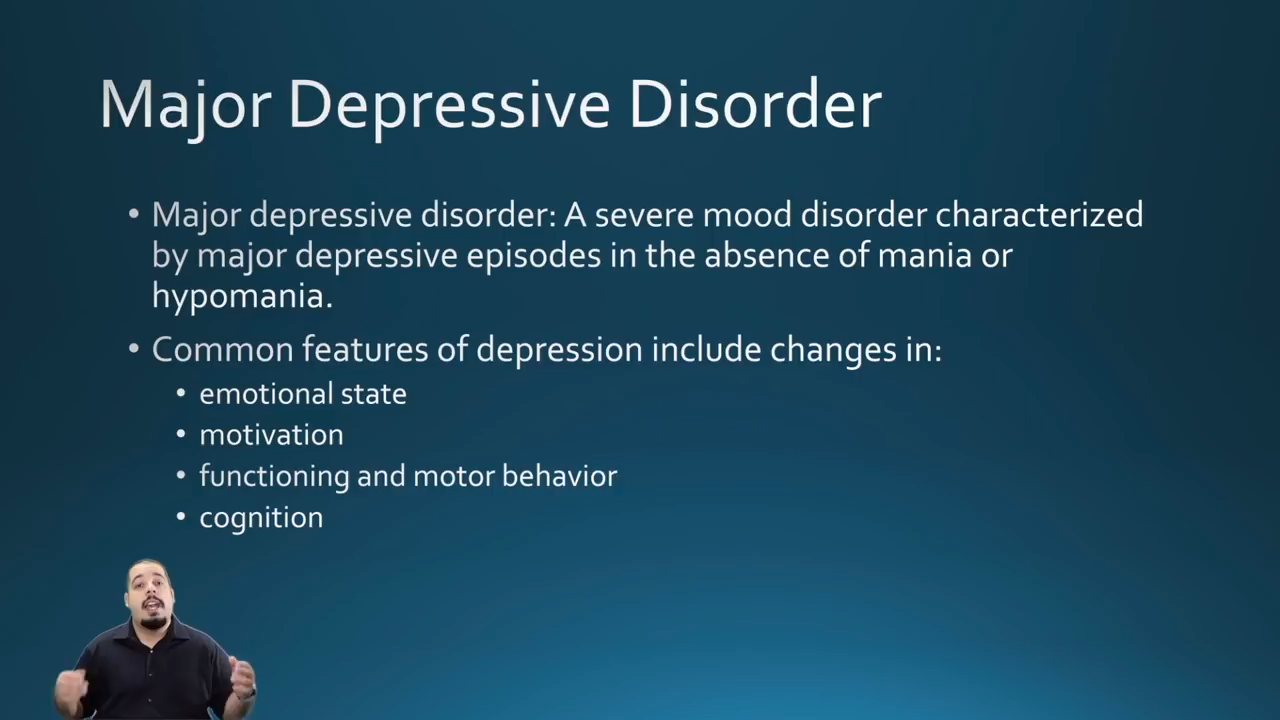 Major Depressive Disorder
• Major depressive disorder: A severe mood disorder characterized
by major depressive episodes in the absence of mania or
hypomania.
• Common features of depression include changes in:
• emotional state
• motivation
• functioning and motor behavior
• cognition